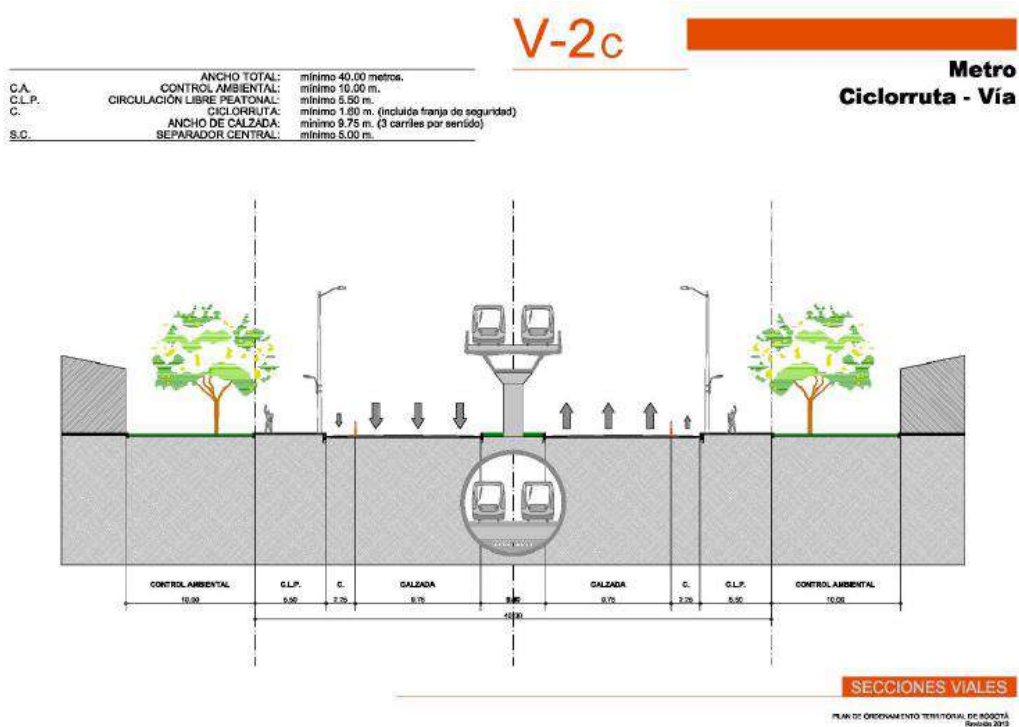 V-2c
Metro
Ciclorruta - Vía
ANCHO TOTAL: mínimo 40.00 metros.
C.A. CONTROL AMBIENTAL: mínimo 10.00 m.
C.L.P. CIRCULACIÓN LIBRE PEATONAL: mínimo 5.50 m.
C. CICLORRUTA: mínimo 1.60 m. (incluida franja de seguridad)
ANCHO DE CALZADA: mínimo 9.75 m. (3 carriles por sentido)
S.C. SEPARADOR CENTRAL: mínimo 5.00 m.
CONTROL AMBIENTAL C.L.P. C. CALZADA CALZADA C. C.L.P. CONTROL AMBIENTAL
10.00 5.50 2.25 9.75 9.75 2.25 5.50 10.00
SECCIONES VIALES
PLAN DE ORDENAMIENTO TERRITORIAL DE BOGOTÁ